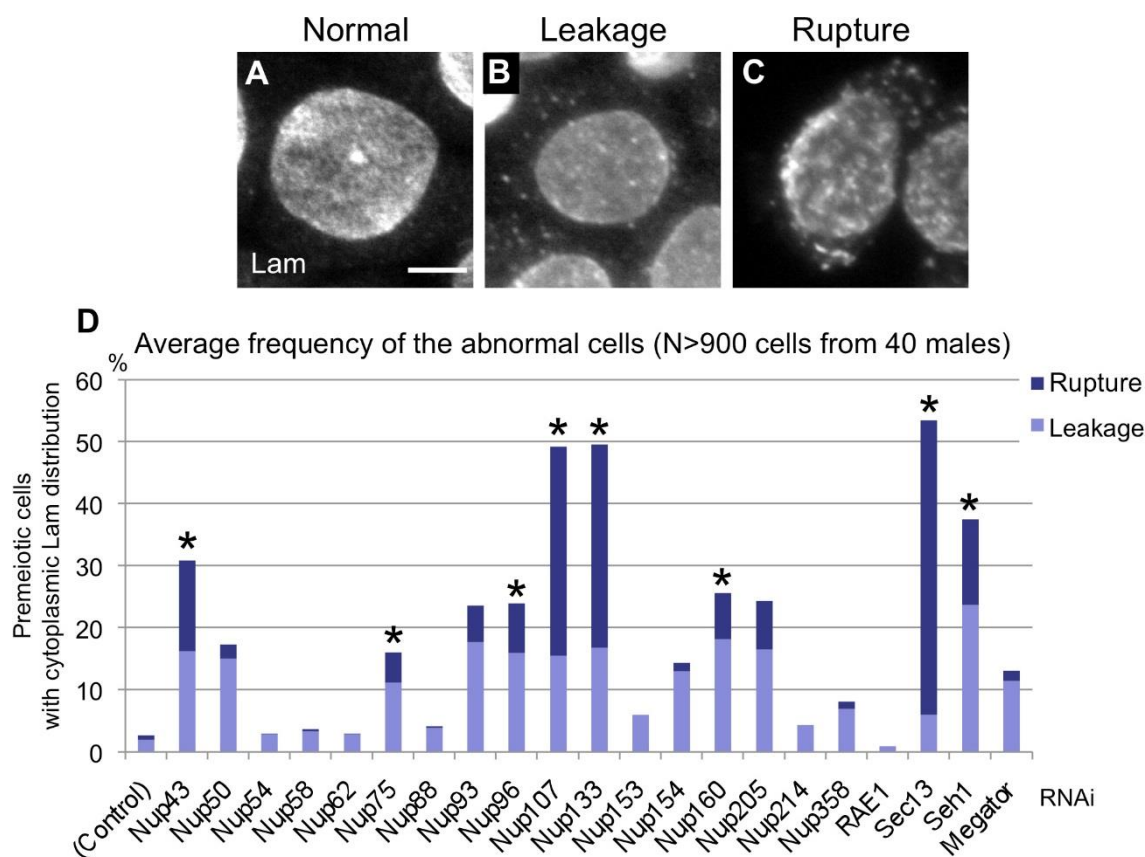 Normal Leakage Rupture
A B C
Lam
D
Average frequency of the abnormal cells (N>900 cells from 40 males)
%
Premeiotic cells
with cytoplasmic Lam distribution
60
50
40
30
20
10
0
* * * * * * * *
Rupture
Leakage
(Control) Nup43 Nup50 Nup54 Nup58 Nup62 Nup75 Nup88 Nup93 Nup96 Nup107 Nup133 Nup153 Nup154 Nup160 Nup205 Nup214 Nup358 RAE1 Sec13 Seh1 Megator
RNAi